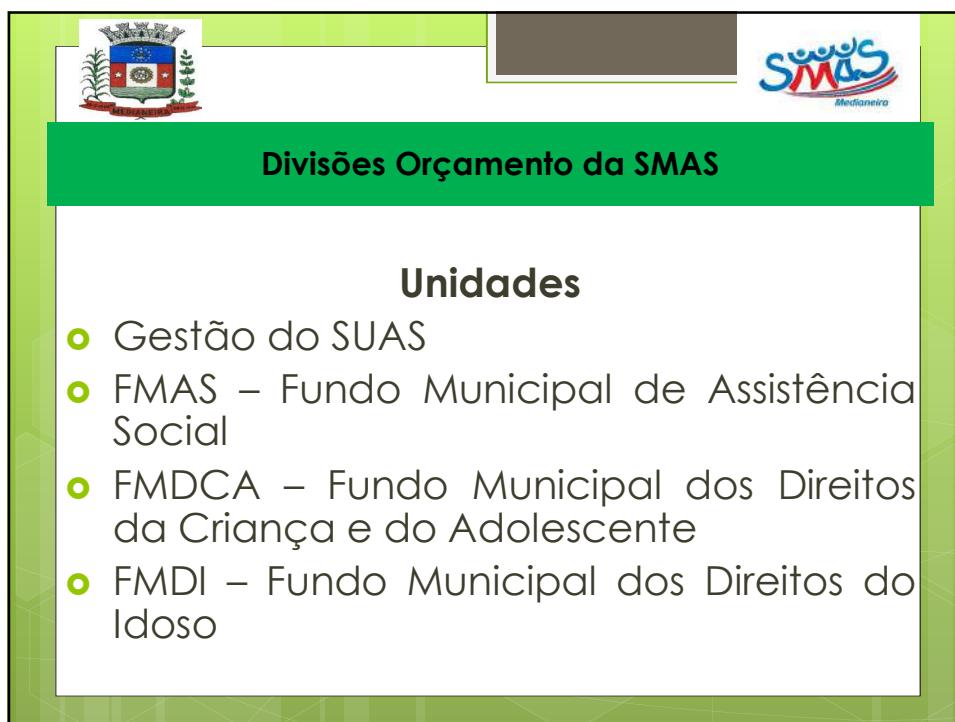 MEDIANEIRA
SMAS
Medianeira
Divisões Orçamento da SMAS
Unidades
Gestão do SUAS
FMAS – Fundo Municipal de Assistência
Social
FMDCA – Fundo Municipal dos Direitos
da Criança e do Adolescente
FMDI – Fundo Municipal dos Direitos do
Idoso